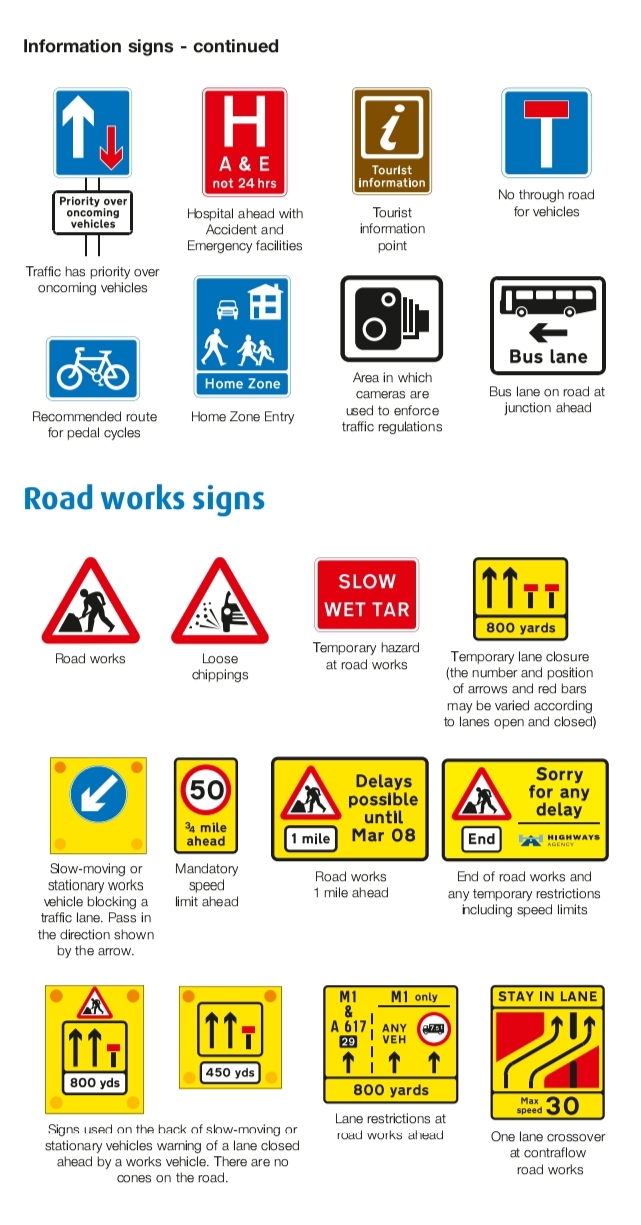 Information signs - continued
Priority over
oncoming
vehicles
Traffic has priority over
oncoming vehicles
H
A & E
not 24 hrs
Hospital ahead with
Accident and
Emergency facilities
i
Tourist
information
Tourist
information
point
No through road
for vehicles
Recommended route
for pedal cycles
Home Zone
Home Zone Entry
Area in which
cameras are
used to enforce
traffic regulations
Bus lane
Bus lane on road at
junction ahead
Road works signs
Road works
Loose
chippings
SLOW
WET TAR
Temporary hazard
at road works
800 yards
Temporary lane closure
(the number and position
of arrows and red bars
may be varied according
to lanes open and closed)
Slow-moving or
stationary works
vehicle blocking a
traffic lane. Pass in
the direction shown
by the arrow.
50
¾ mile
ahead
Mandatory
speed
limit ahead
Delays
possible
until
Mar 08
1 mile
Road works
1 mile ahead
Sorry
for any
delay
End
HIGHWAYS
AGENCY
End of road works and
any temporary restrictions
including speed limits
800 yds
450 yds
Signs used on the back of slow-moving or
stationary vehicles warning of a lane closed
ahead by a works vehicle. There are no
cones on the road.
M1
&
A 617
29
M1 only
ANY
VEH
7.5T
800 yards
Lane restrictions at
road works ahead
STAY IN LANE
Max
speed 30
One lane crossover
at contraflow
road works